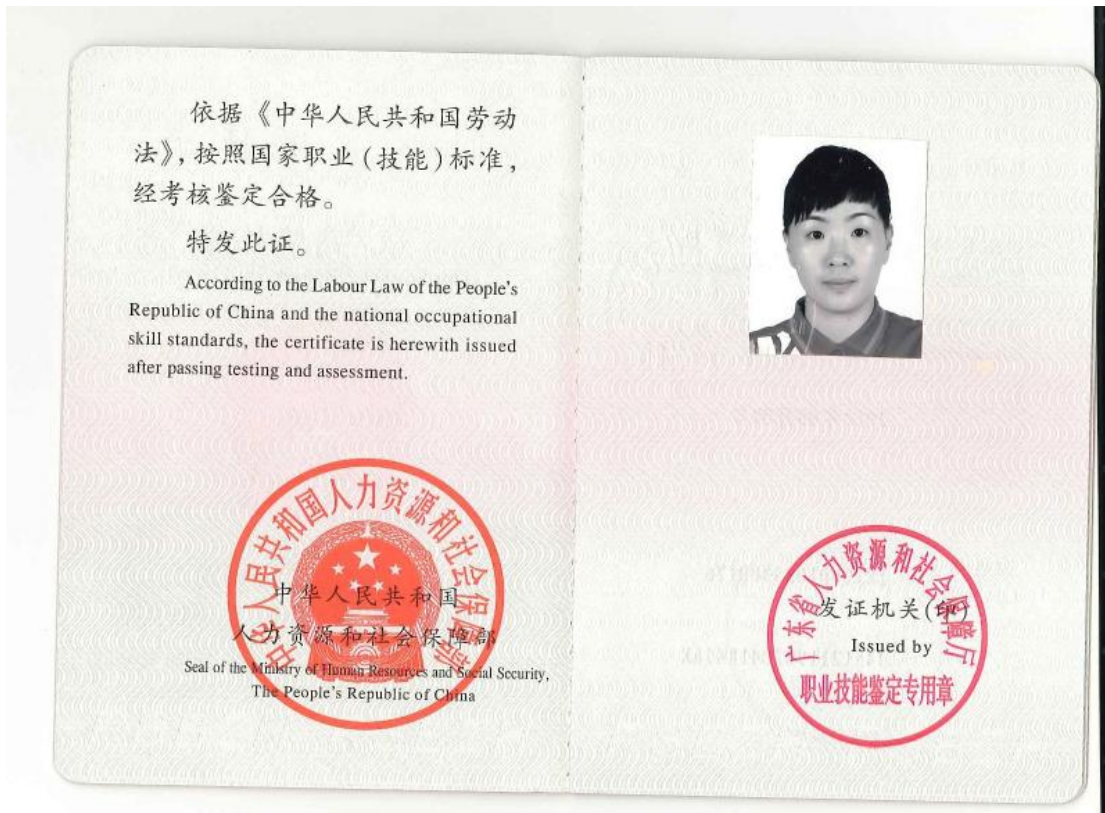 依据《中华人民共和国劳动
法》,按照国家职业(技能)标准,
经考核鉴定合格。
特发此证。
According to the Labour Law of the People's
Republic of China and the national occupational
skill standards, the certificate is herewith issued
after passing testing and assessment.
中华人民共和国人力资源和社会保障部
中华人民共和国
人力资源和社会保障部
Seal of the Ministry of Human Resources and Social Security,
The People's Republic of China
广东省人力资源和社会保障厅
发证机关(印)
Issued by
职业技能鉴定专用章